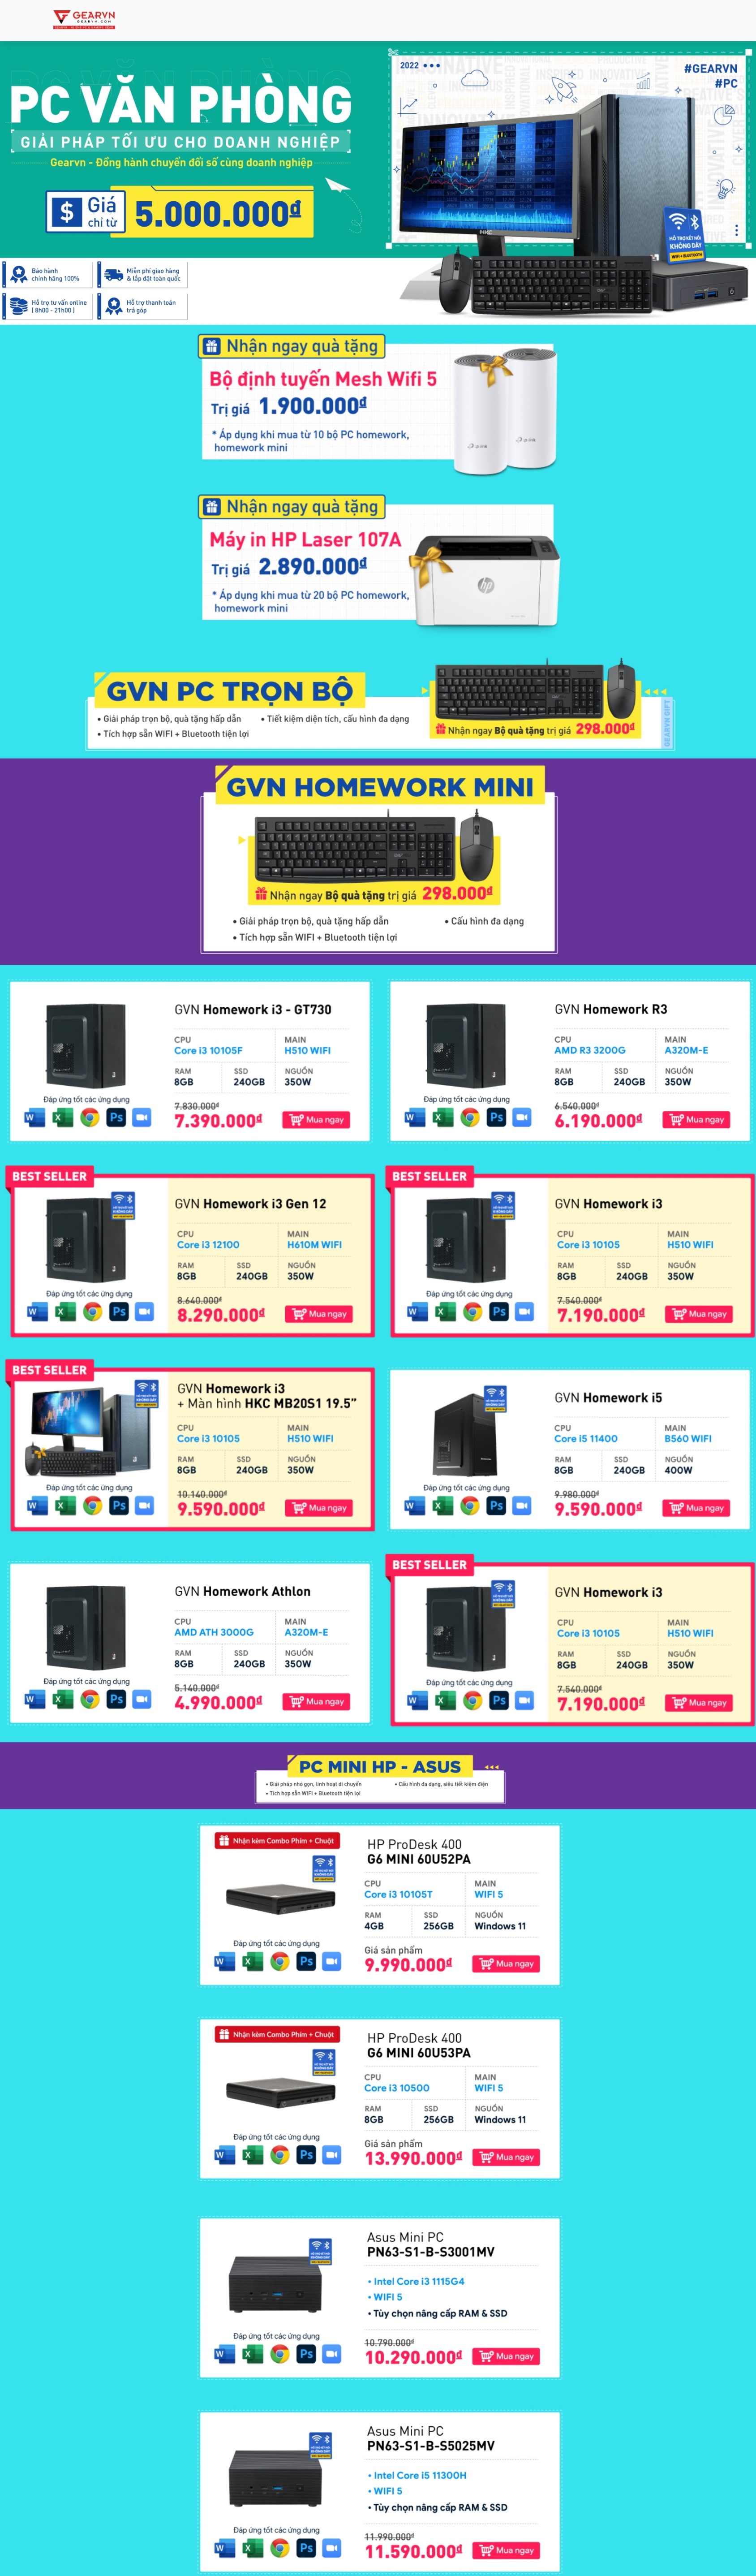 GEARVN
GEARVN.COM
PC VĂN PHÒNG
GIẢI PHÁP TỐI ƯU CHO DOANH NGHIỆP
Gearvn - Đồng hành chuyển đổi số cùng doanh nghiệp
$ Giá chỉ từ 5.000.000đ
2022
#GEARVN
#PC
HỖ TRỢ KẾT NỐI
KHÔNG DÂY
WIFI + BLUETOOTH
HKC
Bảo hành
chính hãng 100%
Miễn phí giao hàng
& lắp đặt toàn quốc
Hỗ trợ tư vấn online
( 8h00 - 21h00 )
Hỗ trợ thanh toán
trả góp
Nhận ngay quà tặng
Bộ định tuyến Mesh Wifi 5
Trị giá 1.900.000đ
* Áp dụng khi mua từ 10 bộ PC homework,
homework mini
Nhận ngay quà tặng
Máy in HP Laser 107A
Trị giá 2.890.000đ
* Áp dụng khi mua từ 20 bộ PC homework,
homework mini
hp
GVN PC TRỌN BỘ
• Giải pháp trọn bộ, quà tặng hấp dẫn
• Tiết kiệm diện tích, cấu hình đa dạng
• Tích hợp sẵn WIFI + Bluetooth tiện lợi
Nhận ngay Bộ quà tặng trị giá 298.000đ
GEARVN GIFT
GVN HOMEWORK MINI
Nhận ngay Bộ quà tặng trị giá 298.000đ
• Giải pháp trọn bộ, quà tặng hấp dẫn
• Cấu hình đa dạng
• Tích hợp sẵn WIFI + Bluetooth tiện lợi
GVN Homework i3 - GT730
CPU MAIN
Core i3 10105F H510 WIFI
RAM SSD NGUỒN
8GB 240GB 350W
Đáp ứng tốt các ứng dụng
W X Ps
7.830.000đ
7.390.000đ
Mua ngay
GVN Homework R3
CPU MAIN
AMD R3 3200G A320M-E
RAM SSD NGUỒN
8GB 240GB 350W
Đáp ứng tốt các ứng dụng
W X Ps
6.540.000đ
6.190.000đ
Mua ngay
BEST SELLER
GVN Homework i3 Gen 12
CPU MAIN
Core i3 12100 H610M WIFI
RAM SSD NGUỒN
8GB 240GB 350W
Đáp ứng tốt các ứng dụng
W X Ps
8.640.000đ
8.290.000đ
Mua ngay
BEST SELLER
GVN Homework i3
CPU MAIN
Core i3 10105 H510 WIFI
RAM SSD NGUỒN
8GB 240GB 350W
Đáp ứng tốt các ứng dụng
W X Ps
7.540.000đ
7.190.000đ
Mua ngay
BEST SELLER
GVN Homework i3
+ Màn hình HKC MB20S1 19.5”
CPU MAIN
Core i3 10105 H510 WIFI
RAM SSD NGUỒN
8GB 240GB 350W
Đáp ứng tốt các ứng dụng
W X Ps
10.140.000đ
9.590.000đ
Mua ngay
GVN Homework i5
CPU MAIN
Core i5 11400 B560 WIFI
RAM SSD NGUỒN
8GB 240GB 400W
Đáp ứng tốt các ứng dụng
W X Ps
9.980.000đ
9.590.000đ
Mua ngay
GVN Homework Athlon
CPU MAIN
AMD ATH 3000G A320M-E
RAM SSD NGUỒN
8GB 240GB 350W
Đáp ứng tốt các ứng dụng
W X Ps
5.140.000đ
4.990.000đ
Mua ngay
BEST SELLER
GVN Homework i3
CPU MAIN
Core i3 10105 H510 WIFI
RAM SSD NGUỒN
8GB 240GB 350W
Đáp ứng tốt các ứng dụng
W X Ps
7.540.000đ
7.190.000đ
Mua ngay
PC MINI HP - ASUS
• Giải pháp nhỏ gọn, linh hoạt di chuyển
• Cấu hình đa dạng, siêu tiết kiệm điện
• Tích hợp sẵn WIFI + Bluetooth tiện lợi
Nhận kèm Combo Phím + Chuột
HP ProDesk 400
G6 MINI 60U52PA
CPU MAIN
Core i3 10105T WIFI 5
RAM SSD NGUỒN
4GB 256GB Windows 11
Đáp ứng tốt các ứng dụng
W X Ps
Giá sản phẩm
9.990.000đ
Mua ngay
Nhận kèm Combo Phím + Chuột
HP ProDesk 400
G6 MINI 60U53PA
CPU MAIN
Core i3 10500 WIFI 5
RAM SSD NGUỒN
8GB 256GB Windows 11
Đáp ứng tốt các ứng dụng
W X Ps
Giá sản phẩm
13.990.000đ
Mua ngay
Asus Mini PC
PN63-S1-B-S3001MV
• Intel Core i3 1115G4
• WIFI 5
• Tùy chọn nâng cấp RAM & SSD
Đáp ứng tốt các ứng dụng
W X Ps
10.790.000đ
10.290.000đ
Mua ngay
Asus Mini PC
PN63-S1-B-S5025MV
• Intel Core i5 11300H
• WIFI 5
• Tùy chọn nâng cấp RAM & SSD
Đáp ứng tốt các ứng dụng
W X Ps
11.990.000đ
11.590.000đ
Mua ngay